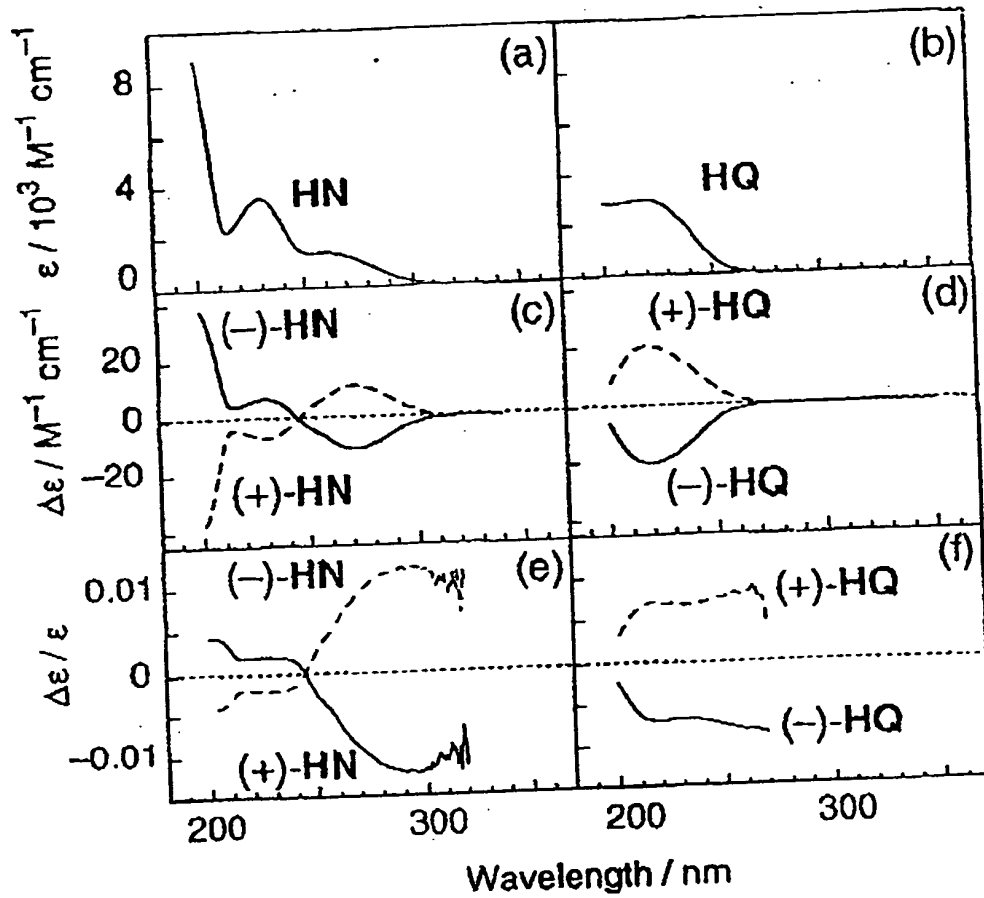 (a)
(b)
8
4
0
ε / 10³ M⁻¹ cm⁻¹
HN
HQ
(c)
(d)
(−)-HN
(+)-HQ
20
0
−20
Δε / M⁻¹ cm⁻¹
(+)-HN
(−)-HQ
(e)
(f)
(−)-HN
(+)-HQ
0.01
0
−0.01
Δε / ε
(+)-HN
(−)-HQ
200
300
200
300
Wavelength / nm